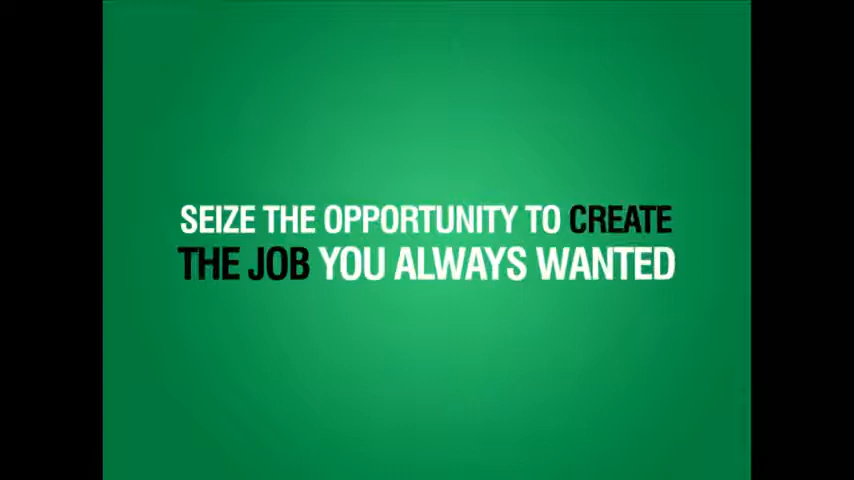 SEIZE THE OPPORTUNITY TO CREATE
THE JOB YOU ALWAYS WANTED